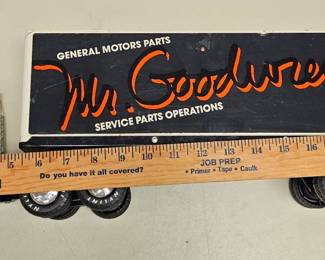 GENERAL MOTORS PARTS
Mr. Goodwre
SERVICE PARTS OPERATIONS
5 6 7 8 9 10 11 12 13 14 15 16
JOB PREP
Do you have it all covered?
• Primer • Tape • Caulk